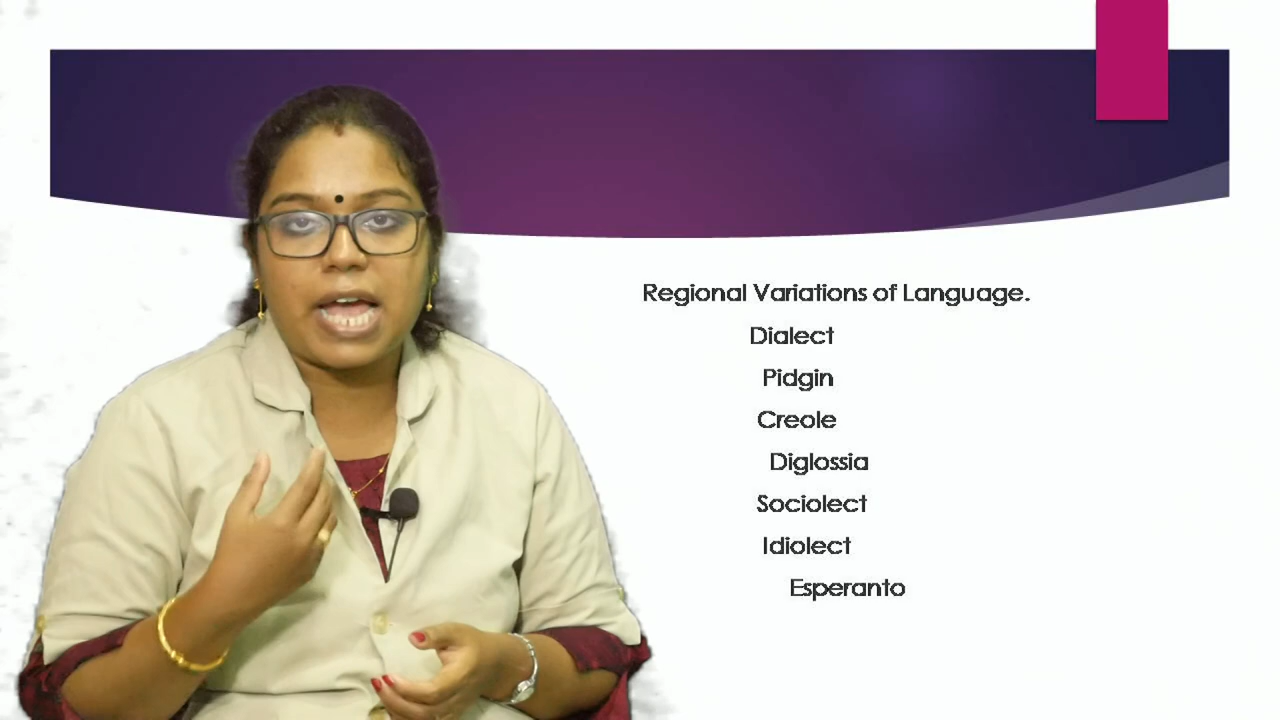 Regional Variations of Language.
Dialect
Pidgin
Creole
Diglossia
Sociolect
Idiolect
Esperanto